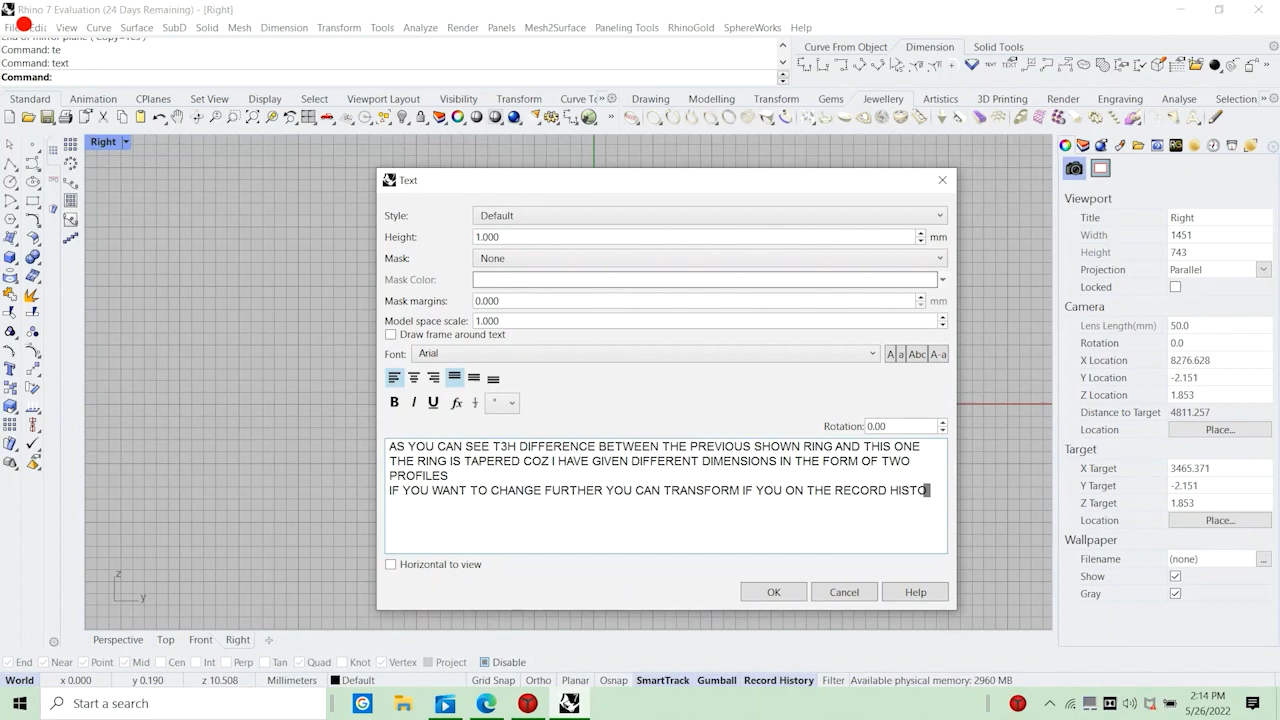 Rhino 7 Evaluation (24 Days Remaining) - [Right]
File Edit View Curve Surface SubD Solid Mesh Dimension Transform Tools Analyze Render Panels Mesh2Surface Paneling Tools RhinoGold SphereWorks Help
End of mirror plane ( Copy=Yes )
Command: te
Command: text
Command:
Curve From Object Dimension Solid Tools
Standard Animation CPlanes Set View Display Select Viewport Layout Visibility Transform Curve To
Drawing Modelling Transform Gems Jewellery Artistics 3D Printing Render Engraving Analysis Selection
Right
Text
Style: Default
Height: 1.000 mm
Mask: None
Mask Color:
Mask margins: 0.000 mm
Model space scale: 1.000
Draw frame around text
Font: Arial
Rotation: 0.00
AS YOU CAN SEE T3H DIFFERENCE BETWEEN THE PREVIOUS SHOWN RING AND THIS ONE
THE RING IS TAPERED COZ I HAVE GIVEN DIFFERENT DIMENSIONS IN THE FORM OF TWO
PROFILES
IF YOU WANT TO CHANGE FURTHER YOU CAN TRANSFORM IF YOU ON THE RECORD HISTO
Horizontal to view
OK Cancel Help
Viewport
Title Right
Width 1451
Height 743
Projection Parallel
Locked
Camera
Lens Length(mm) 50.0
Rotation 0.0
X Location 8276.628
Y Location -2.151
Z Location 1.853
Distance to Target 4811.257
Location Place...
Target
X Target 3465.371
Y Target -2.151
Z Target 1.853
Location Place...
Wallpaper
Filename (none) ...
Show
Gray
z
y
Perspective Top Front Right
End Near Point Mid Cen Int Perp Tan Quad Knot Vertex Project Disable
World x 0.000 y 0.190 z 10.508 Millimeters Default Grid Snap Ortho Planar Osnap SmartTrack Gumball Record History Filter Available physical memory: 2960 MB
Search
Start a search
2:14 PM
5/26/2022